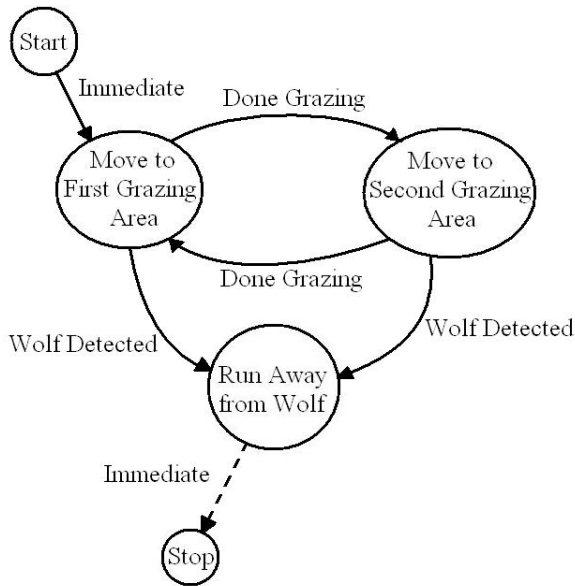 Start
Immediate
Done Grazing
Move to
First Grazing
Area
Move to
Second Grazing
Area
Done Grazing
Wolf Detected
Wolf Detected
Run Away
from Wolf
Immediate
Stop